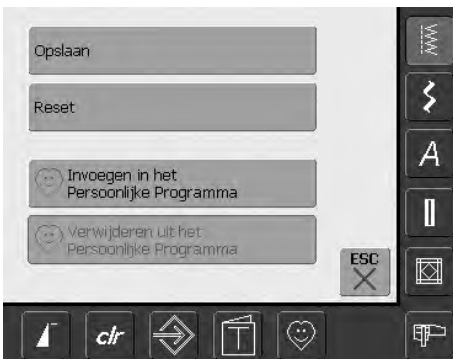 Opslaan
Reset
Invoegen in het
Persoonlijke Programma
Verwijderen uit het
Persoonlijke Programma
ESC
A
clr
T